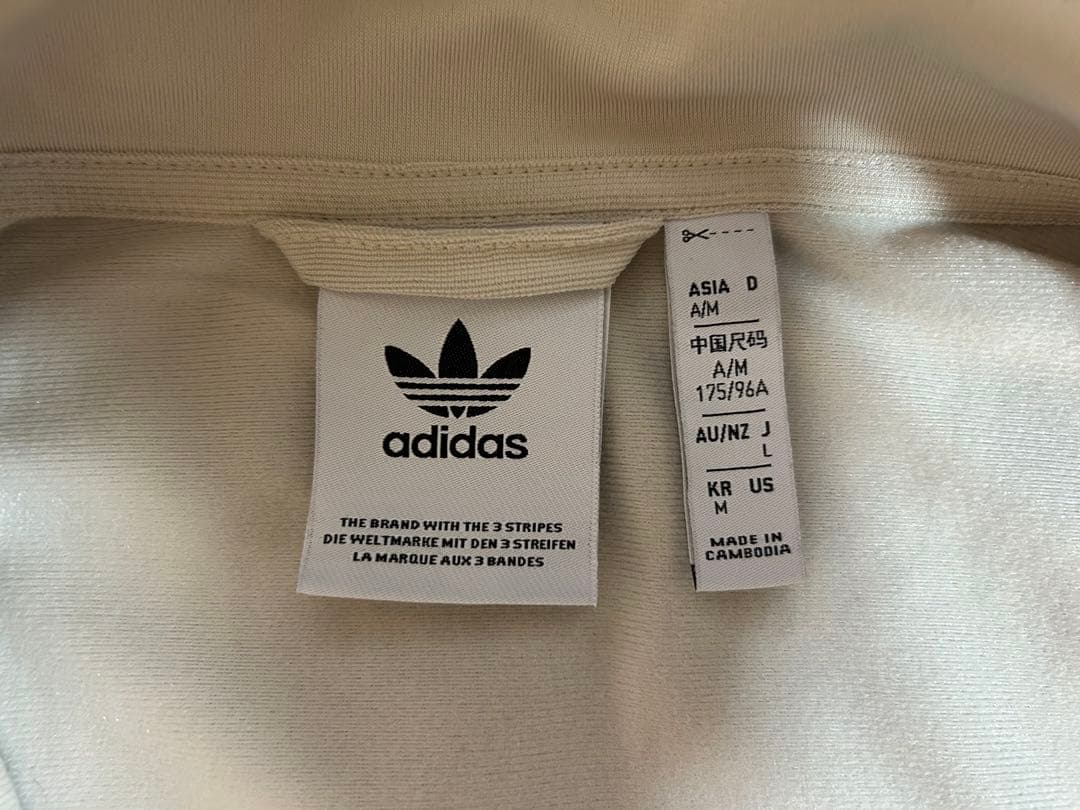 adidas
THE BRAND WITH THE 3 STRIPES
DIE WELTMARKE MIT DEN 3 STREIFEN
LA MARQUE AUX 3 BANDES
ASIA D
A/M
中国尺码
A/M
175/96A
AU/NZ J
L
KR US
M
MADE IN
CAMBODIA